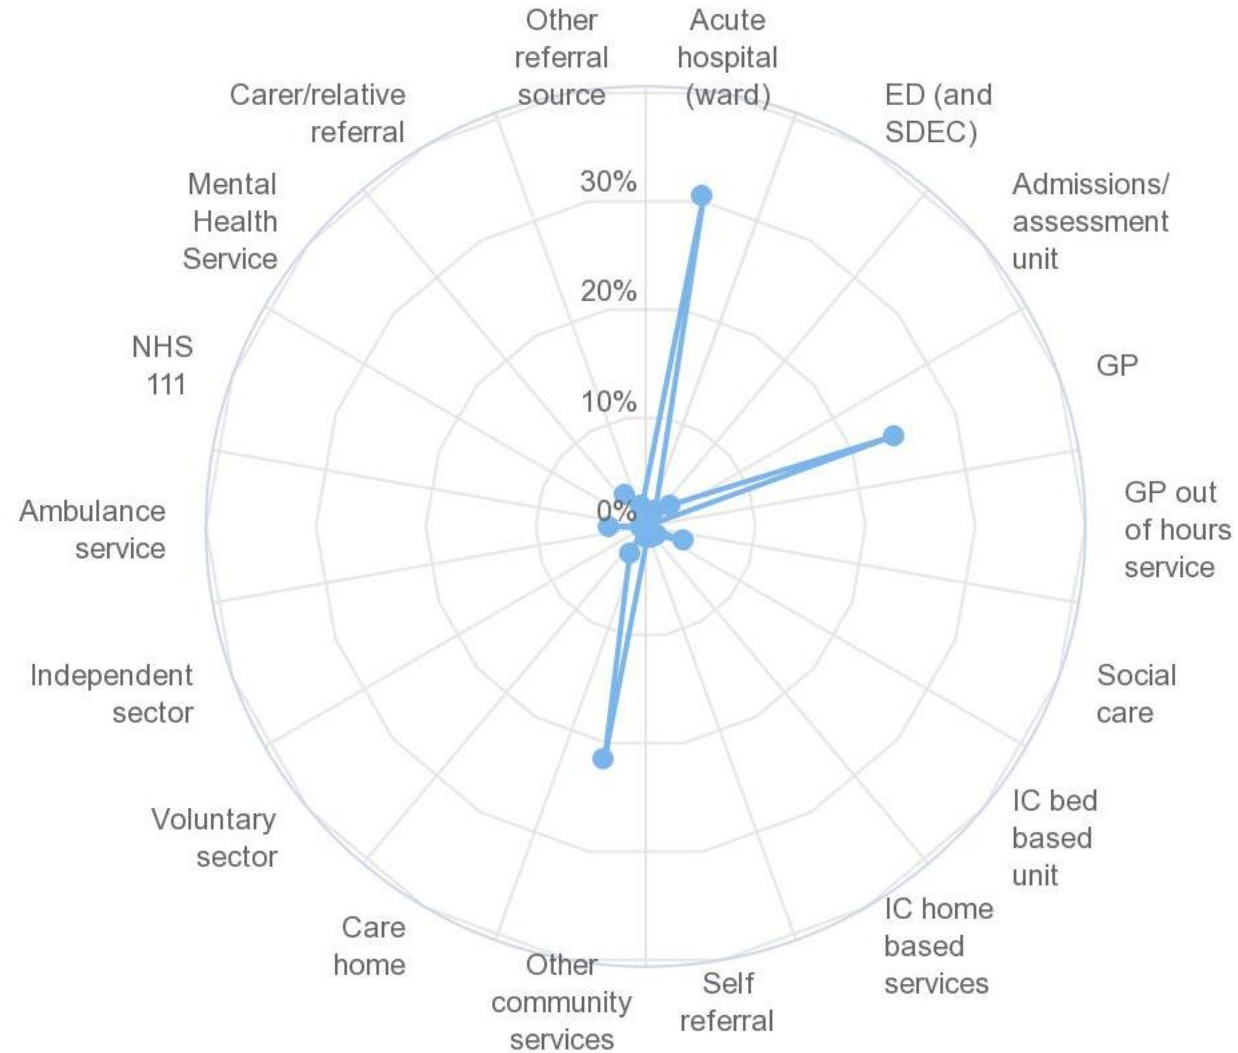 Other
referral
source
Acute
hospital
(ward)
ED (and
SDEC)
Admissions/
assessment
unit
GP
GP out
of hours
service
Social
care
IC bed
based
unit
IC home
based
services
Self
referral
Other
community
services
Care
home
Voluntary
sector
Independent
sector
Ambulance
service
NHS
111
Mental
Health
Service
Carer/relative
referral
30%
20%
10%
0%